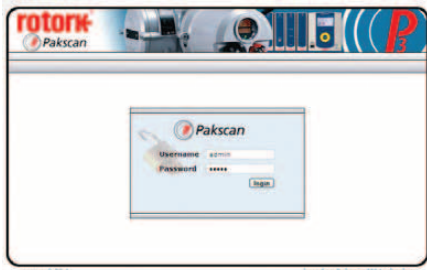 rotork
Pakscan
P3
Pakscan
Username admin
Password •••••
login